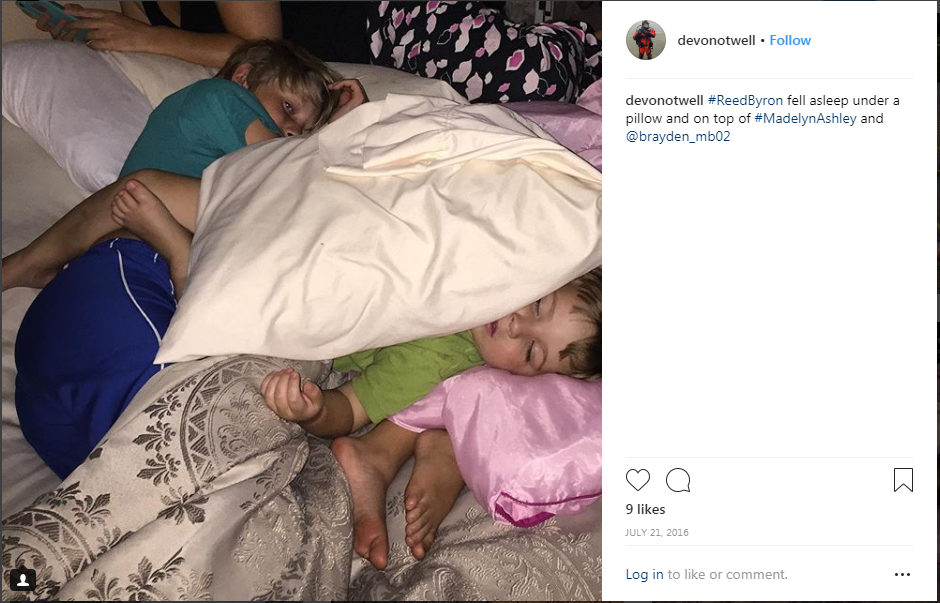 devonotwell • Follow
devonotwell #ReedByron fell asleep under a
pillow and on top of #MadelynAshley and
@brayden_mb02
9 likes
JULY 21, 2016
Log in to like or comment.